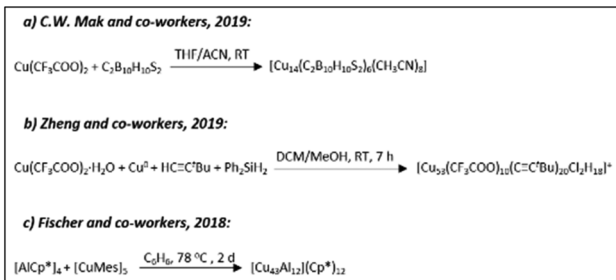 a) C.W. Mak and co-workers, 2019:
THF/ACN, RT
Cu(CF₃COO)₂ + C₂B₁₀H₁₀S₂ → [Cu₁₄(C₂B₁₀H₁₀S₂)₆(CH₃CN)₈]
b) Zheng and co-workers, 2019:
DCM/MeOH, RT, 7 h
Cu(CF₃COO)₂·H₂O + Cu⁰ + HC≡CᵗBu + Ph₂SiH₂ → [Cu₅₃(CF₃COO)₁₀(C≡CᵗBu)₂₀Cl₂H₁₈]⁺
c) Fischer and co-workers, 2018:
C₆H₆, 78 °C, 2 d
[AlCp*]₄ + [CuMes]₅ → [Cu₄₃Al₁₂](Cp*)₁₂